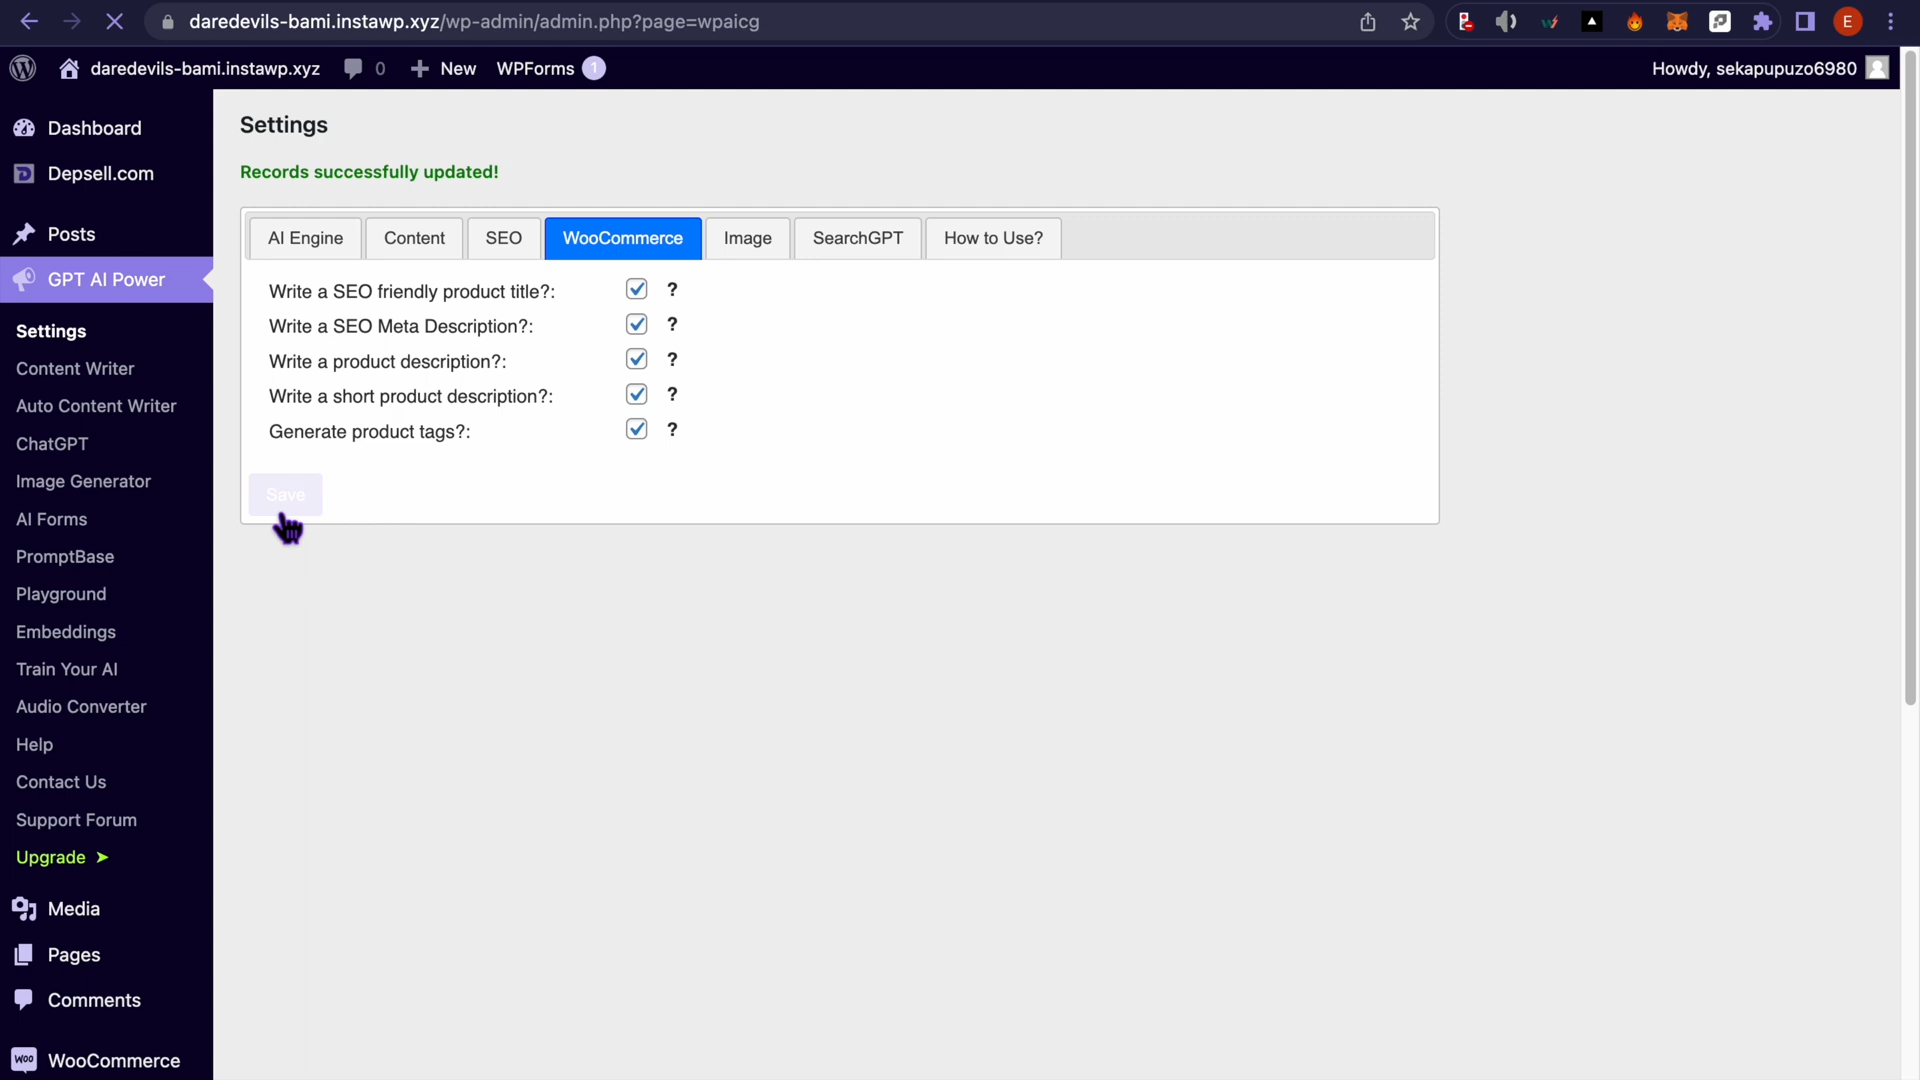 daredevils-bami.instawp.xyz/wp-admin/admin.php?page=wpaicg
E
daredevils-bami.instawp.xyz 0 New WPForms 1 Howdy, sekapupuzo6980
Dashboard
Depsell.com
Posts
GPT AI Power
Settings
Content Writer
Auto Content Writer
ChatGPT
Image Generator
AI Forms
PromptBase
Playground
Embeddings
Train Your AI
Audio Converter
Help
Contact Us
Support Forum
Upgrade ➤
Media
Pages
Comments
Woo WooCommerce
Settings
Records successfully updated!
AI Engine Content SEO WooCommerce Image SearchGPT How to Use?
Write a SEO friendly product title?: ?
Write a SEO Meta Description?: ?
Write a product description?: ?
Write a short product description?: ?
Generate product tags?: ?
Save